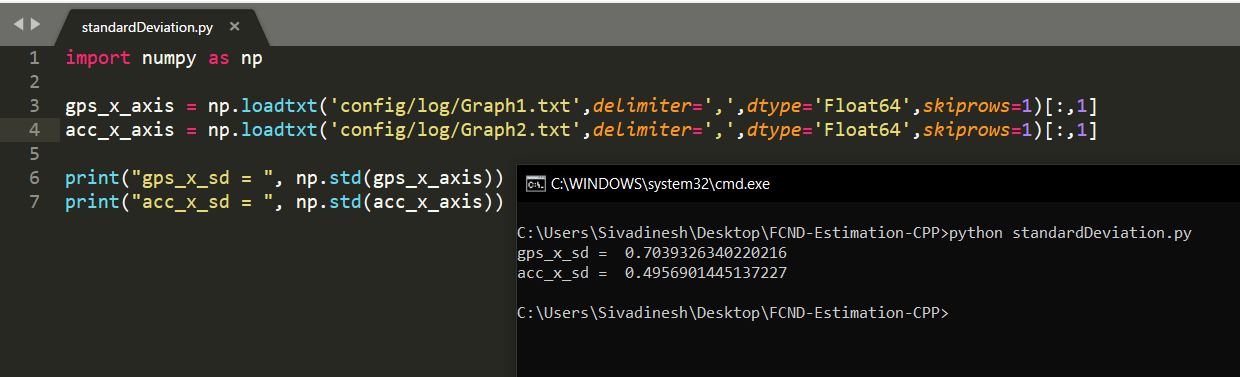 standardDeviation.py ×
1 import numpy as np
2
3 gps_x_axis = np.loadtxt('config/log/Graph1.txt',delimiter=',',dtype='Float64',skiprows=1)[:,1]
4 acc_x_axis = np.loadtxt('config/log/Graph2.txt',delimiter=',',dtype='Float64',skiprows=1)[:,1]
5
6 print("gps_x_sd = ", np.std(gps_x_axis))
7 print("acc_x_sd = ", np.std(acc_x_axis))
C:\WINDOWS\system32\cmd.exe
C:\Users\Sivadinesh\Desktop\FCND-Estimation-CPP>python standardDeviation.py
gps_x_sd =  0.7039326340220216
acc_x_sd =  0.4956901445137227
C:\Users\Sivadinesh\Desktop\FCND-Estimation-CPP>